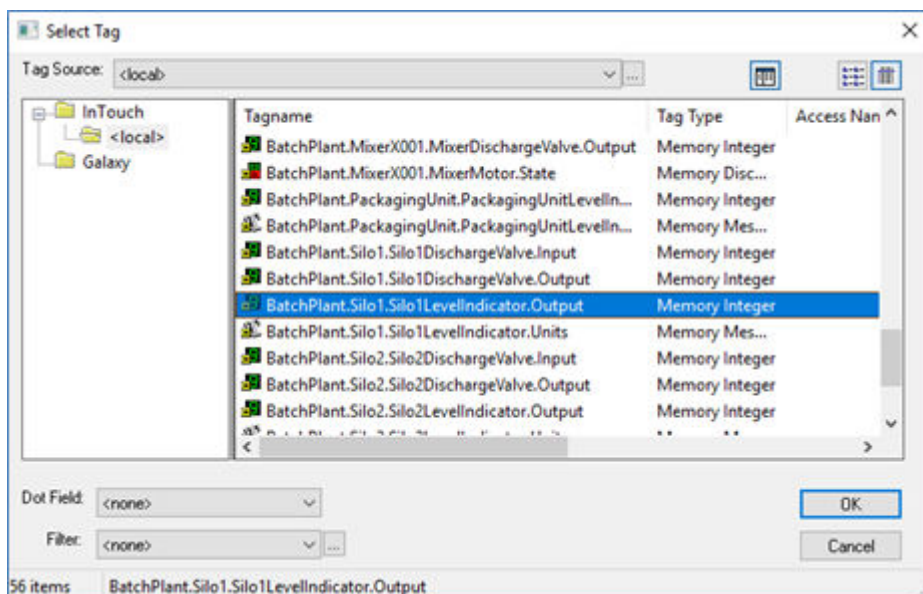 Select Tag
Tag Source: <local> ...
InTouch
<local>
Galaxy
Tagname Tag Type Access Nan
BatchPlant.MixerX001.MixerDischargeValve.Output Memory Integer
BatchPlant.MixerX001.MixerMotor.State Memory Disc...
BatchPlant.PackagingUnit.PackagingUnitLevelIn... Memory Integer
BatchPlant.PackagingUnit.PackagingUnitLevelIn... Memory Mes...
BatchPlant.Silo1.Silo1DischargeValve.Input Memory Integer
BatchPlant.Silo1.Silo1DischargeValve.Output Memory Integer
BatchPlant.Silo1.Silo1LevelIndicator.Output Memory Integer
BatchPlant.Silo1.Silo1LevelIndicator.Units Memory Mes...
BatchPlant.Silo2.Silo2DischargeValve.Input Memory Integer
BatchPlant.Silo2.Silo2DischargeValve.Output Memory Integer
BatchPlant.Silo2.Silo2LevelIndicator.Output Memory Integer
Dot Field: <none> OK
Filter: <none> ... Cancel
56 items BatchPlant.Silo1.Silo1LevelIndicator.Output